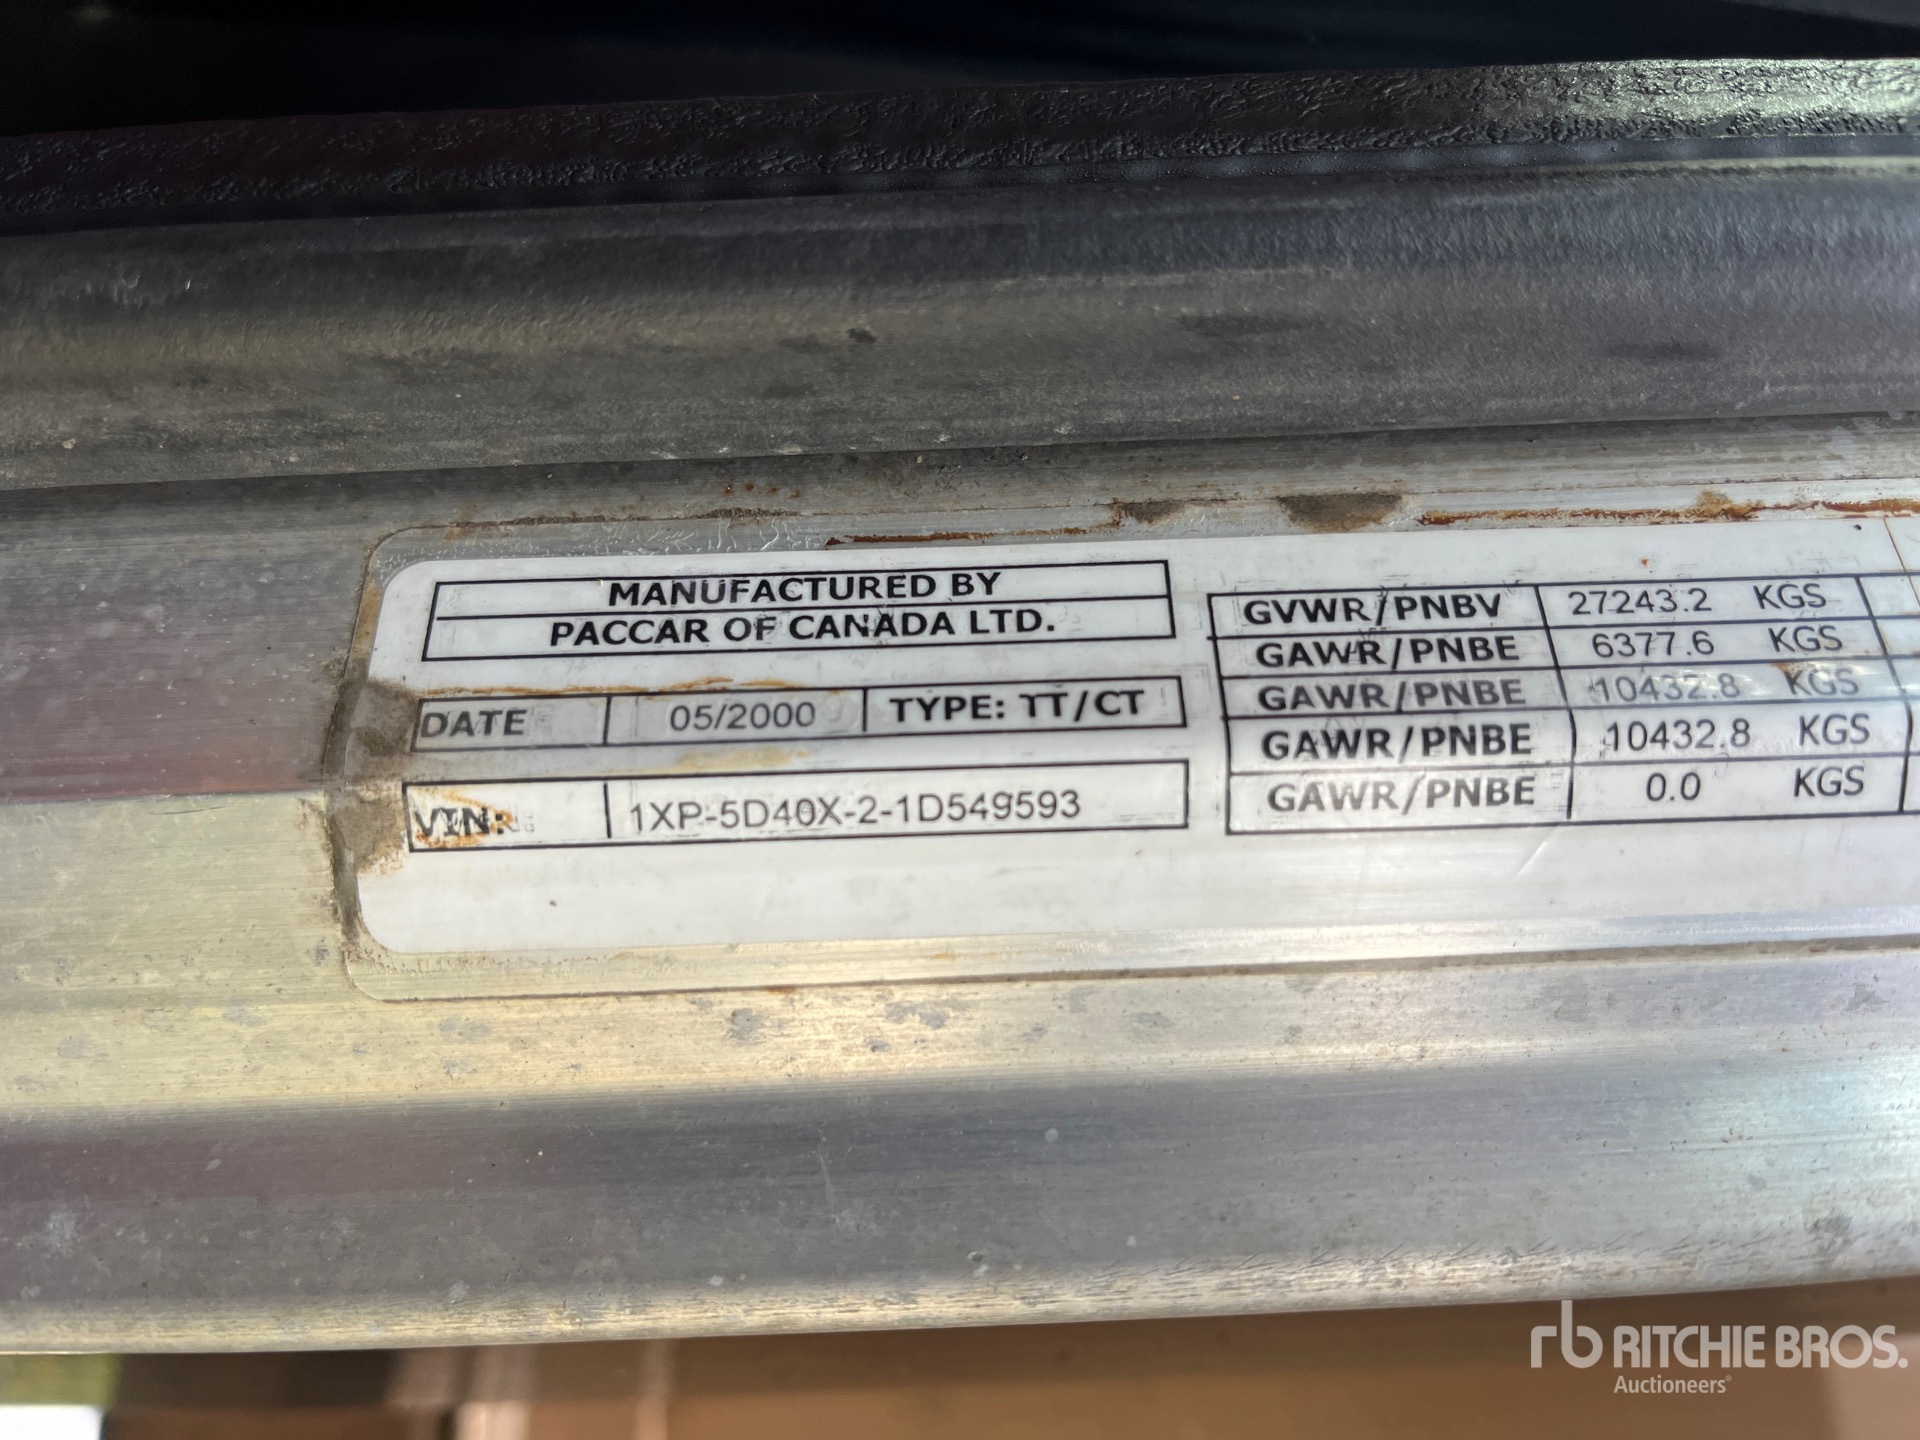 MANUFACTURED BY
PACCAR OF CANADA LTD.
DATE 05/2000 TYPE: TT/CT
VIN: 1XP-5D40X-2-1D549593
GVWR/PNBV 27243.2 KGS
GAWR/PNBE 6377.6 KGS
GAWR/PNBE 10432.8 KGS
GAWR/PNBE 10432.8 KGS
GAWR/PNBE 0.0 KGS
rb RITCHIE BROS.
Auctioneers